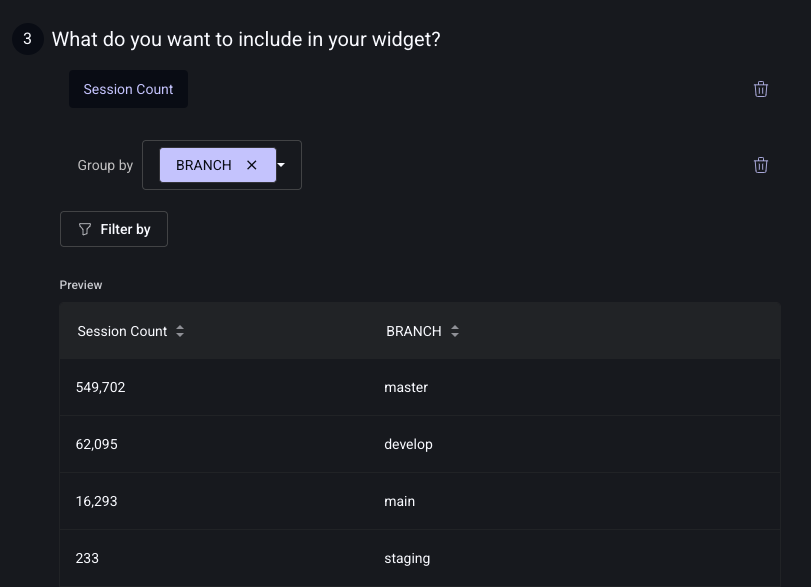 3 What do you want to include in your widget?
Session Count
Group by BRANCH
Filter by
Preview
Session Count BRANCH
549,702 master
62,095 develop
16,293 main
233 staging